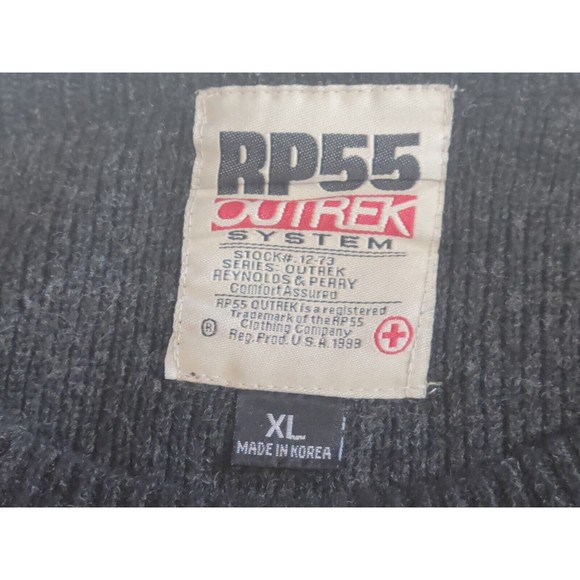 RP55
OUTREK
SYSTEM
STOCK#: 12-73
SERIES: OUTREK
REYNOLDS & PERRY
Comfort Assured
RP55 OUTREK is a registered
Trademark of the RP55
Clothing Company
® Reg. Prod. U.S.A. 1999
XL
MADE IN KOREA